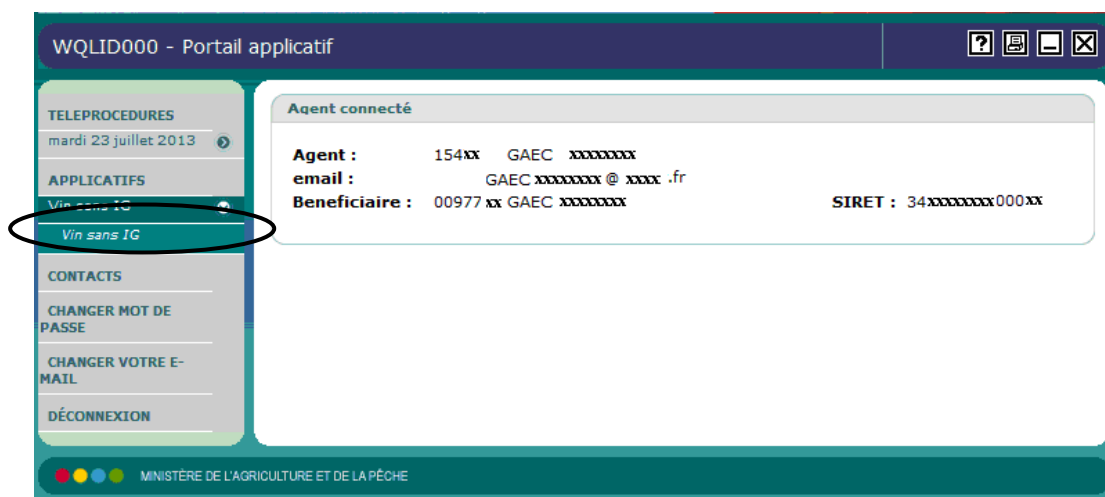 WQLID000 - Portail applicatif
TELEPROCEDURES
mardi 23 juillet 2013
APPLICATIFS
Vin sans IG
Vin sans IG
CONTACTS
CHANGER MOT DE
PASSE
CHANGER VOTRE E-
MAIL
DÉCONNEXION
Agent connecté
Agent : 154xx GAEC xxxxxxxx
email : GAEC xxxxxxxx @ xxxx .fr
Beneficiaire : 00977 xx GAEC xxxxxxxx SIRET : 34xxxxxxxx000xx
MINISTÈRE DE L'AGRICULTURE ET DE LA PÊCHE